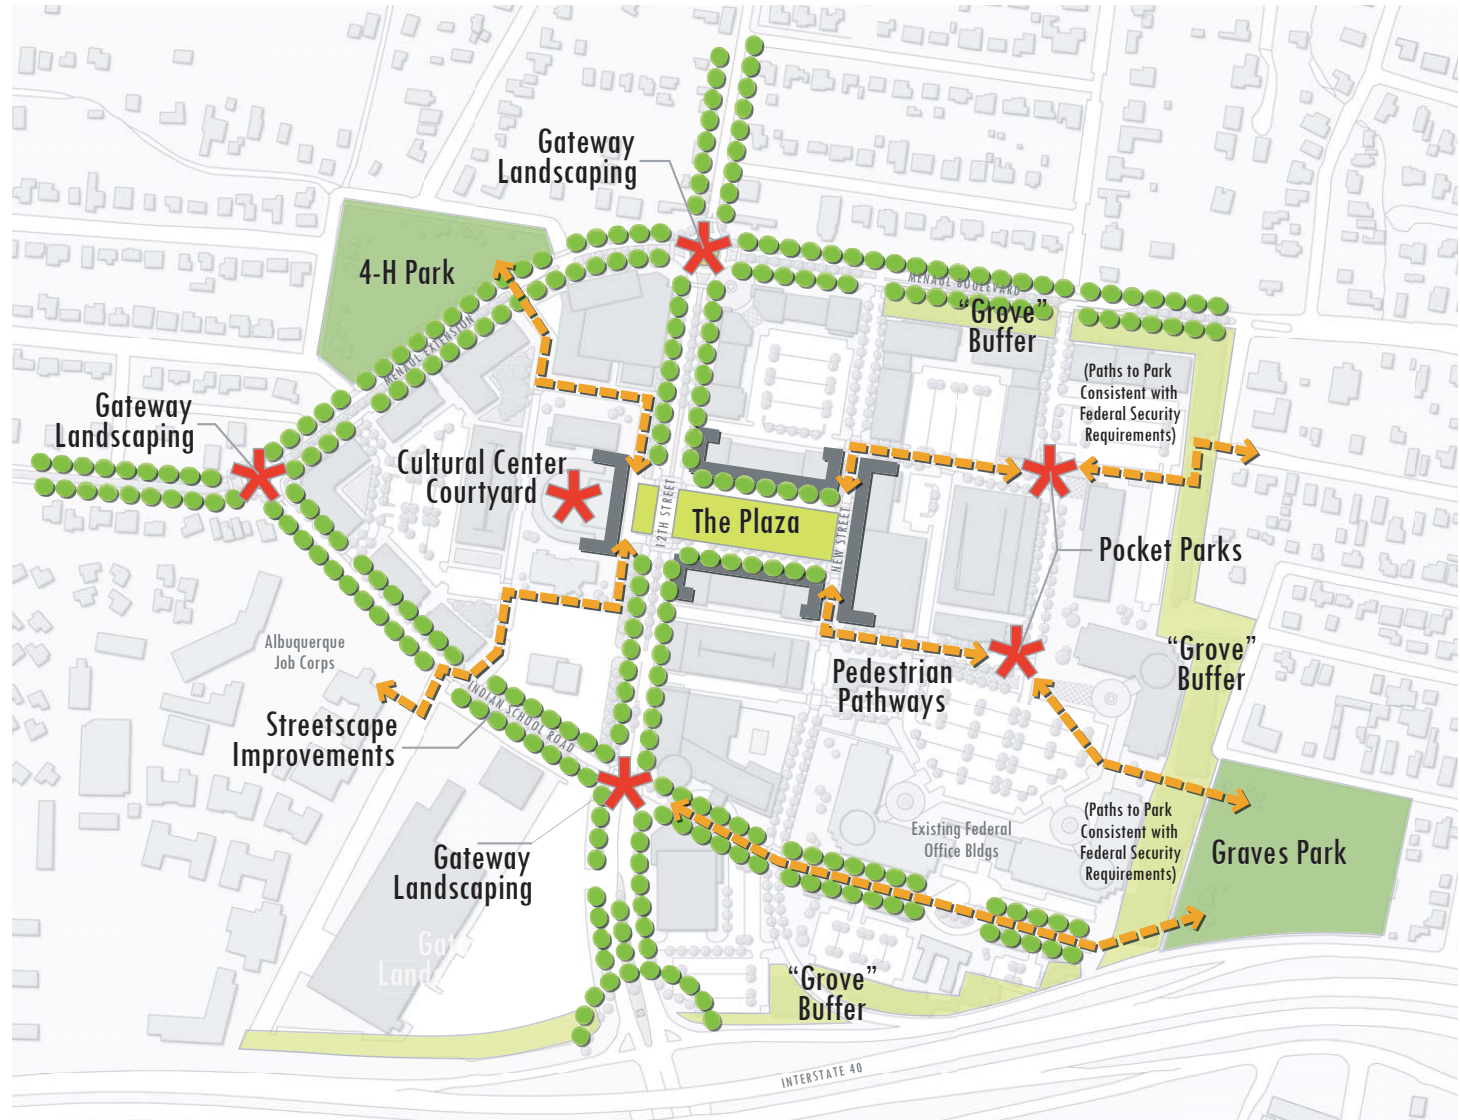 Gateway
Landscaping
4-H Park
MENAUL BOULEVARD
“Grove”
Buffer
MENAUL EXTENSION
(Paths to Park
Consistent with
Federal Security
Requirements)
Gateway
Landscaping
Cultural Center
Courtyard
12TH STREET
The Plaza
NEW STREET
Pocket Parks
Albuquerque
Job Corps
“Grove”
Buffer
Pedestrian
Pathways
INDIAN SCHOOL ROAD
Streetscape
Improvements
(Paths to Park
Consistent with
Federal Security
Requirements)
Existing Federal
Office Bldgs
Graves Park
Gateway
Landscaping
“Grove”
Buffer
INTERSTATE 40